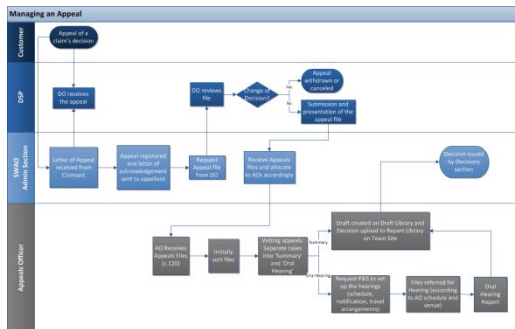 Managing an Appeal
Customer
Appeal of a
claim's decision
DSP
DO receives
the appeal
DO reviews
file
Change of
Decision?
Yes
No
Appeal
withdrawn or
canceled
Submission and
presentation of the
appeal file
SWAO
Admin Section
Letter of Appeal
received from
Claimant
Appeal registered
and letter of
acknowledgement
sent to appellant
Request
Appeal file
from DO
Receive Appeals
files and allocate
to AOs accordingly
Decision issued
by Decisions
section
Appeals Officer
AO Receives
Appeals Files
(c.120)
Initially
sort files
Vetting appeals:
Seperate cases
into 'Summary'
and 'Oral
Hearing'
Summary
Oral Hearing
Draft created on Draft Library and
Decision upload to Report Library
on Team Site
Request P&S to set
up the hearings
(schedule,
notification, travel
arrangements)
Files referred for
Hearing (according
to AO schedule and
venue)
Oral
Hearing
Report